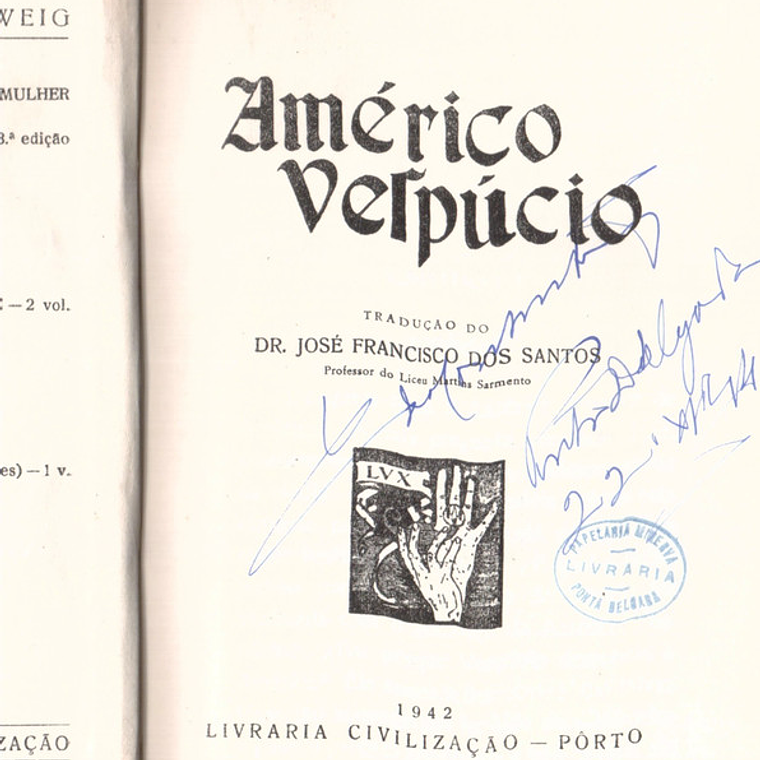 WEIG
MULHER
3.ª edição
— 2 vol.
es) — 1 v.
ZAÇÃO
Américo
Veſpúcio
TRADUÇÃO DO
DR. JOSÉ FRANCISCO DOS SANTOS
Professor do Liceu Martins Sarmento
LVX
PAPELARIA MINERVA
LIVRARIA
PONTA DELGADA
1942
LIVRARIA CIVILIZAÇÃO — PÔRTO